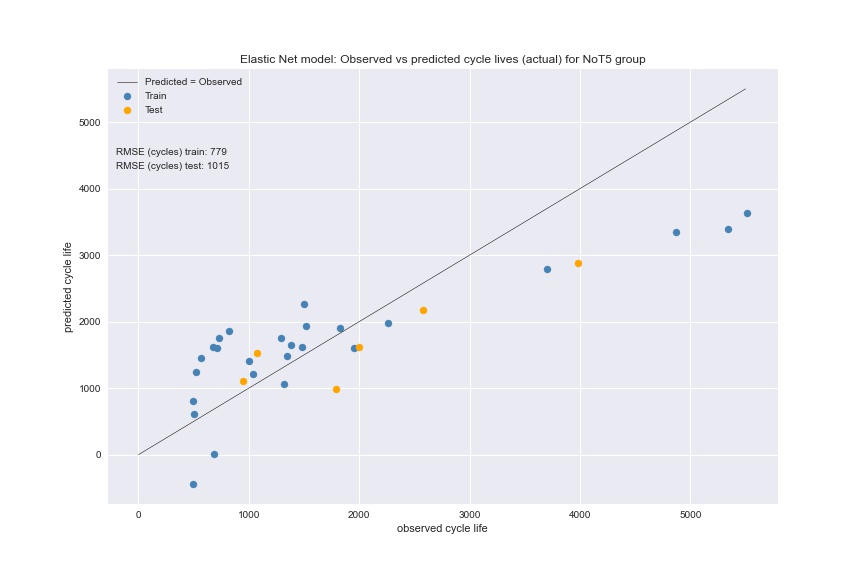 Elastic Net model: Observed vs predicted cycle lives (actual) for NoT5 group
Predicted = Observed
Train
Test
RMSE (cycles) train: 779
RMSE (cycles) test: 1015
predicted cycle life
5000
4000
3000
2000
1000
0
0 1000 2000 3000 4000 5000
observed cycle life